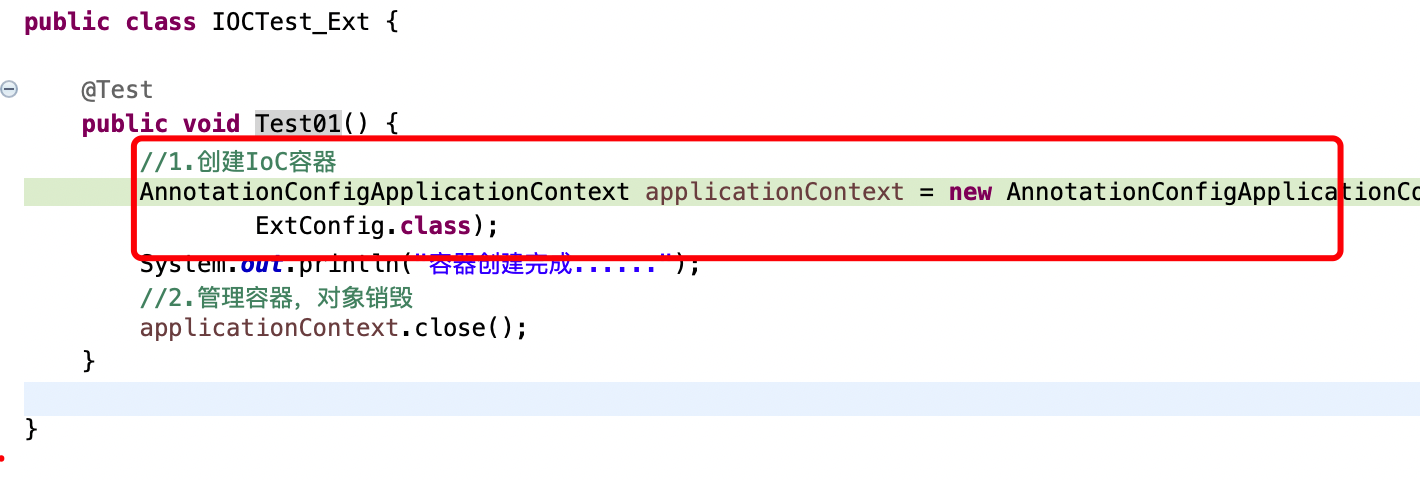 public class IOCTest_Ext {
@Test
public void Test01() {
//1.创建IoC容器
AnnotationConfigApplicationContext applicationContext = new AnnotationConfigApplicationCo
ExtConfig.class);
System.out.println("容器创建完成......");
//2.管理容器，对象销毁
applicationContext.close();
}
}